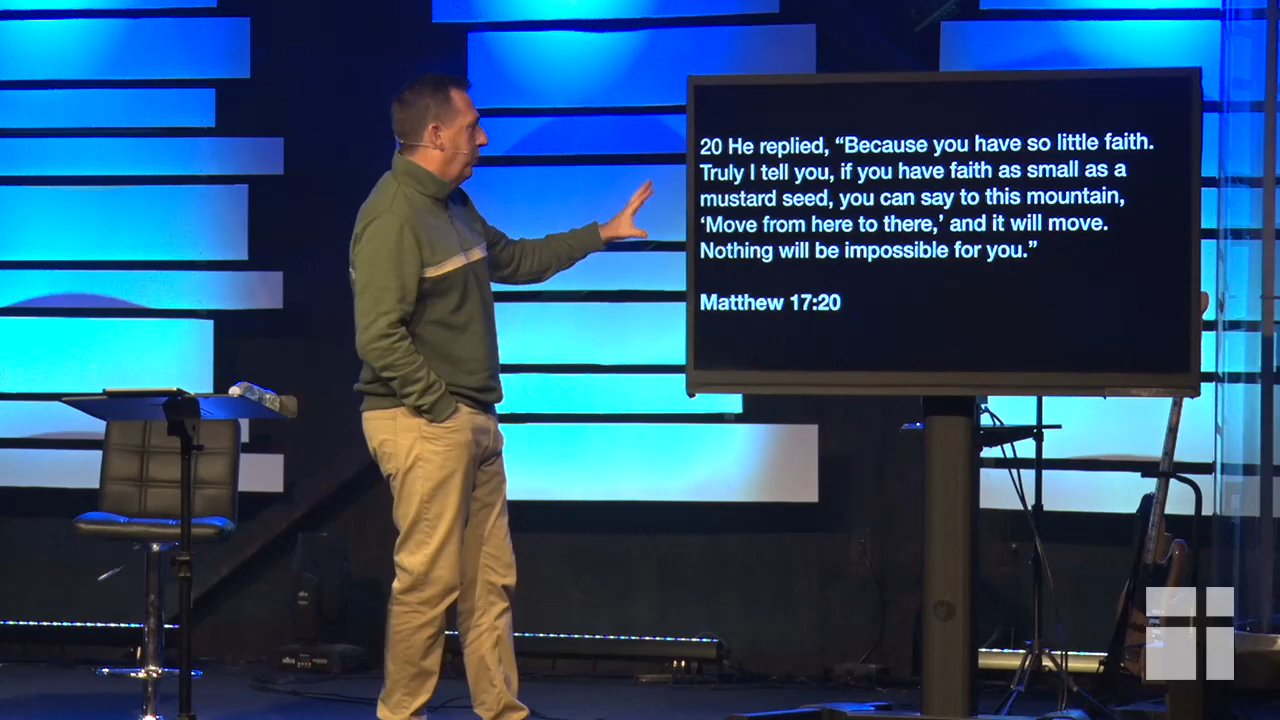 20 He replied, “Because you have so little faith.
Truly I tell you, if you have faith as small as a
mustard seed, you can say to this mountain,
‘Move from here to there,’ and it will move.
Nothing will be impossible for you.”
Matthew 17:20